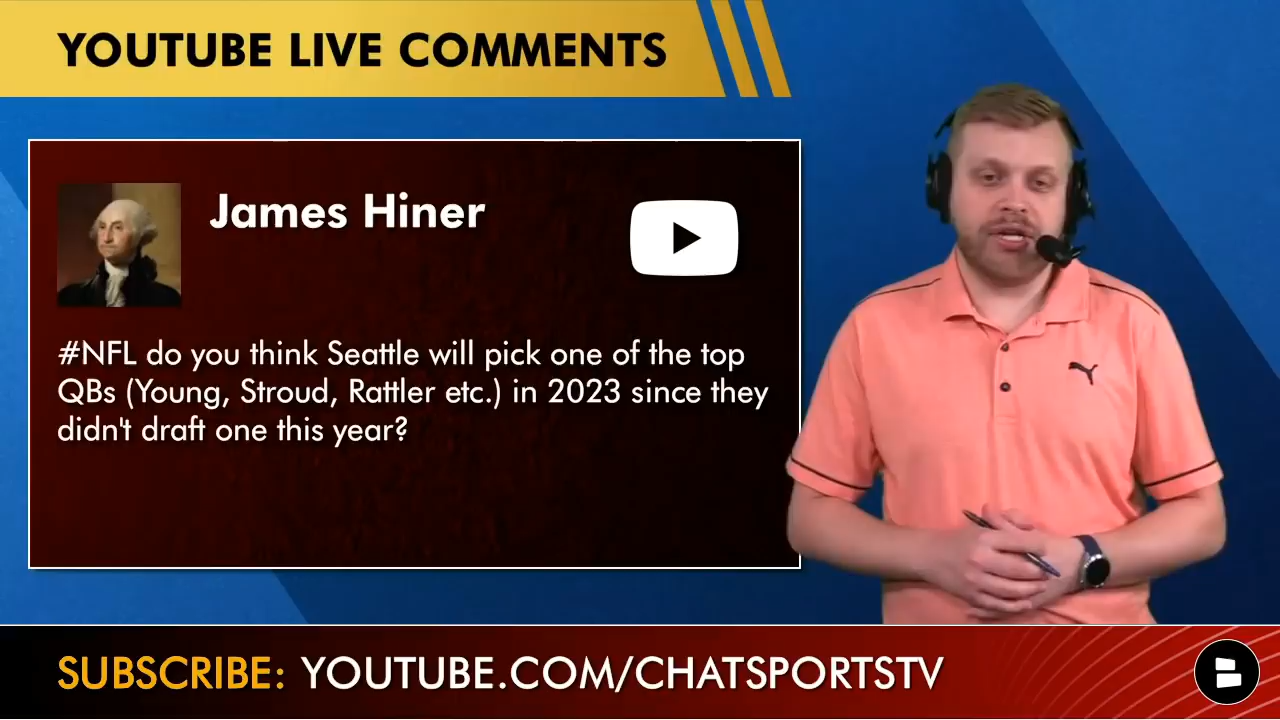 YOUTUBE LIVE COMMENTS
James Hiner
#NFL do you think Seattle will pick one of the top
QBs (Young, Stroud, Rattler etc.) in 2023 since they
didn't draft one this year?
SUBSCRIBE: YOUTUBE.COM/CHATSPORTSTV